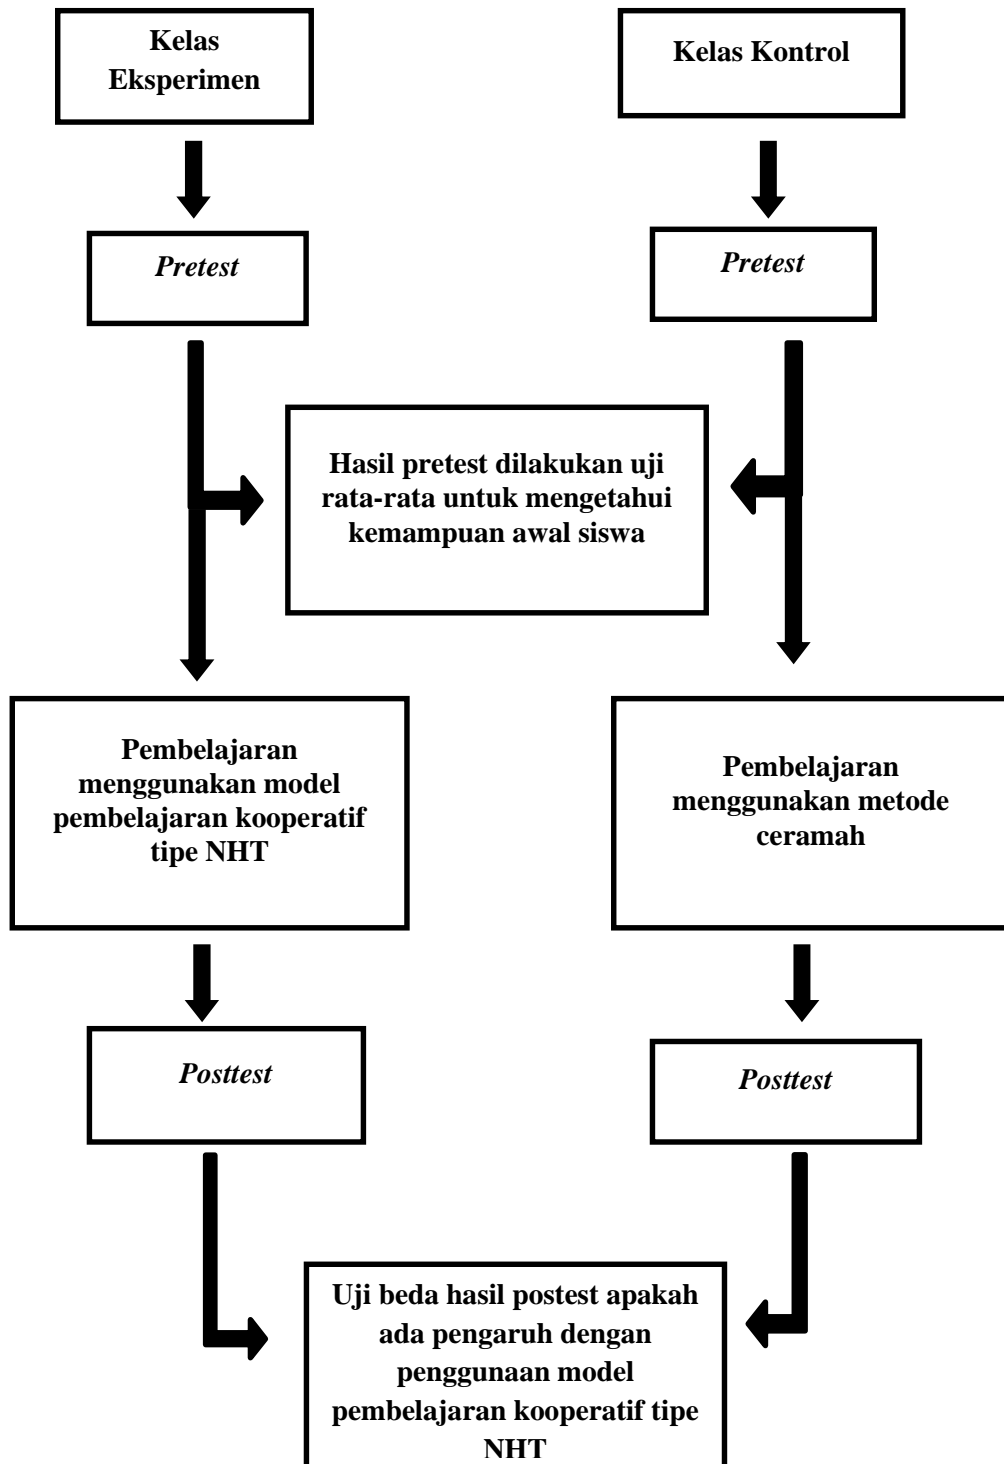 Kelas
Eksperimen
Kelas Kontrol
Pretest
Pretest
Hasil pretest dilakukan uji
rata-rata untuk mengetahui
kemampuan awal siswa
Pembelajaran
menggunakan model
pembelajaran kooperatif
tipe NHT
Pembelajaran
menggunakan metode
ceramah
Posttest
Posttest
Uji beda hasil postest apakah
ada pengaruh dengan
penggunaan model
pembelajaran kooperatif tipe
NHT